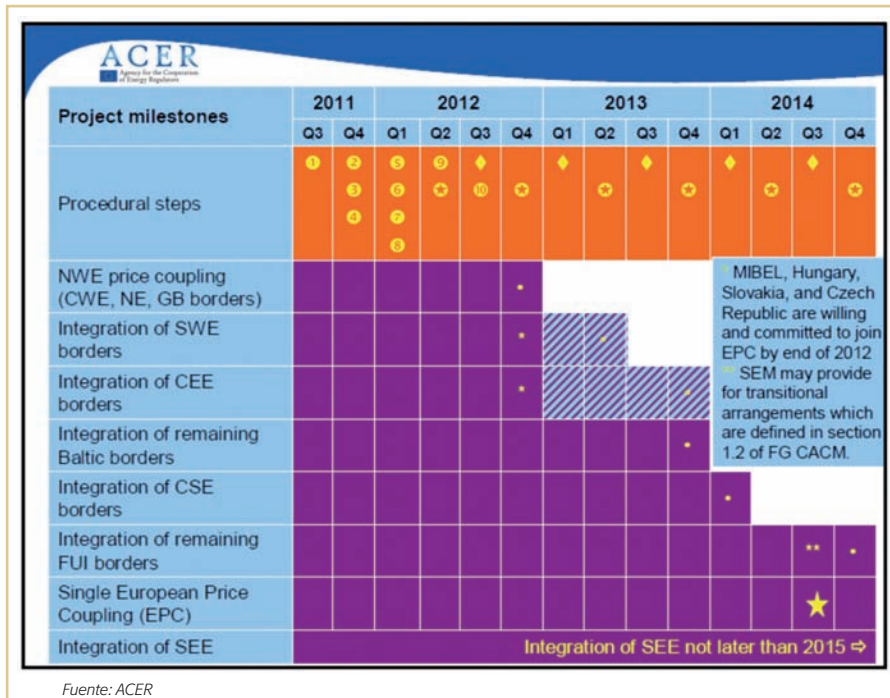 ACER
Agency for the Cooperation
of Energy Regulators
Project milestones
2011
2012
2013
2014
Q3 Q4 Q1 Q2 Q3 Q4 Q1 Q2 Q3 Q4 Q1 Q2 Q3 Q4
Procedural steps
1 2 5 9
3 6 10
4 7
8
NWE price coupling
(CWE, NE, GB borders)
Integration of SWE
borders
*
Integration of CEE
borders
*
Integration of remaining
Baltic borders
Integration of CSE
borders
Integration of remaining
FUI borders
**
Single European Price
Coupling (EPC)
Integration of SEE
Integration of SEE not later than 2015 ⇨
* MIBEL, Hungary,
Slovakia, and Czech
Republic are willing
and committed to join
EPC by end of 2012
** SEM may provide
for transitional
arrangements which
are defined in section
1.2 of FG CACM.
Fuente: ACER